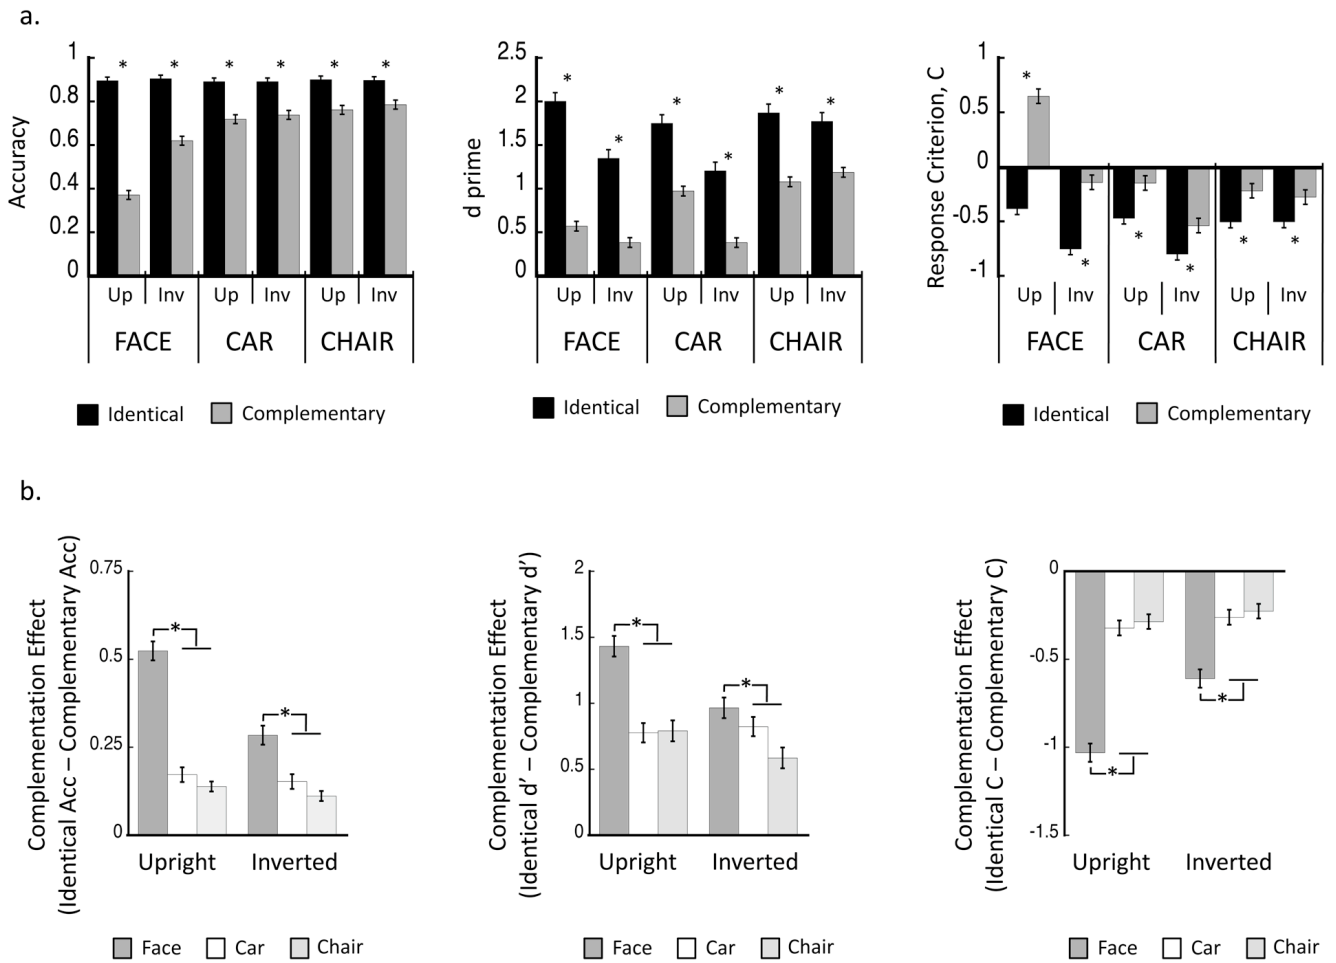 a.
Accuracy
1
0.8
0.6
0.4
0.2
0
* * * * * *
Up Inv Up Inv Up Inv
FACE CAR CHAIR
Identical Complementary
d prime
2.5
2
1.5
1
0.5
0
* * * * * *
Up Inv Up Inv Up Inv
FACE CAR CHAIR
Identical Complementary
Response Criterion, C
1
0.5
0
-0.5
-1
* * * * * *
Up Inv Up Inv Up Inv
FACE CAR CHAIR
Identical Complementary
b.
Complementation Effect
(Identical Acc – Complementary Acc)
0.75
0.5
0.25
0
* *
Upright Inverted
Face Car Chair
Complementation Effect
(Identical d’ – Complementary d’)
2
1.5
1
0.5
0
* *
Upright Inverted
Face Car Chair
Complementation Effect
(Identical C – Complementary C)
0
-0.5
-1
-1.5
* *
Upright Inverted
Face Car Chair